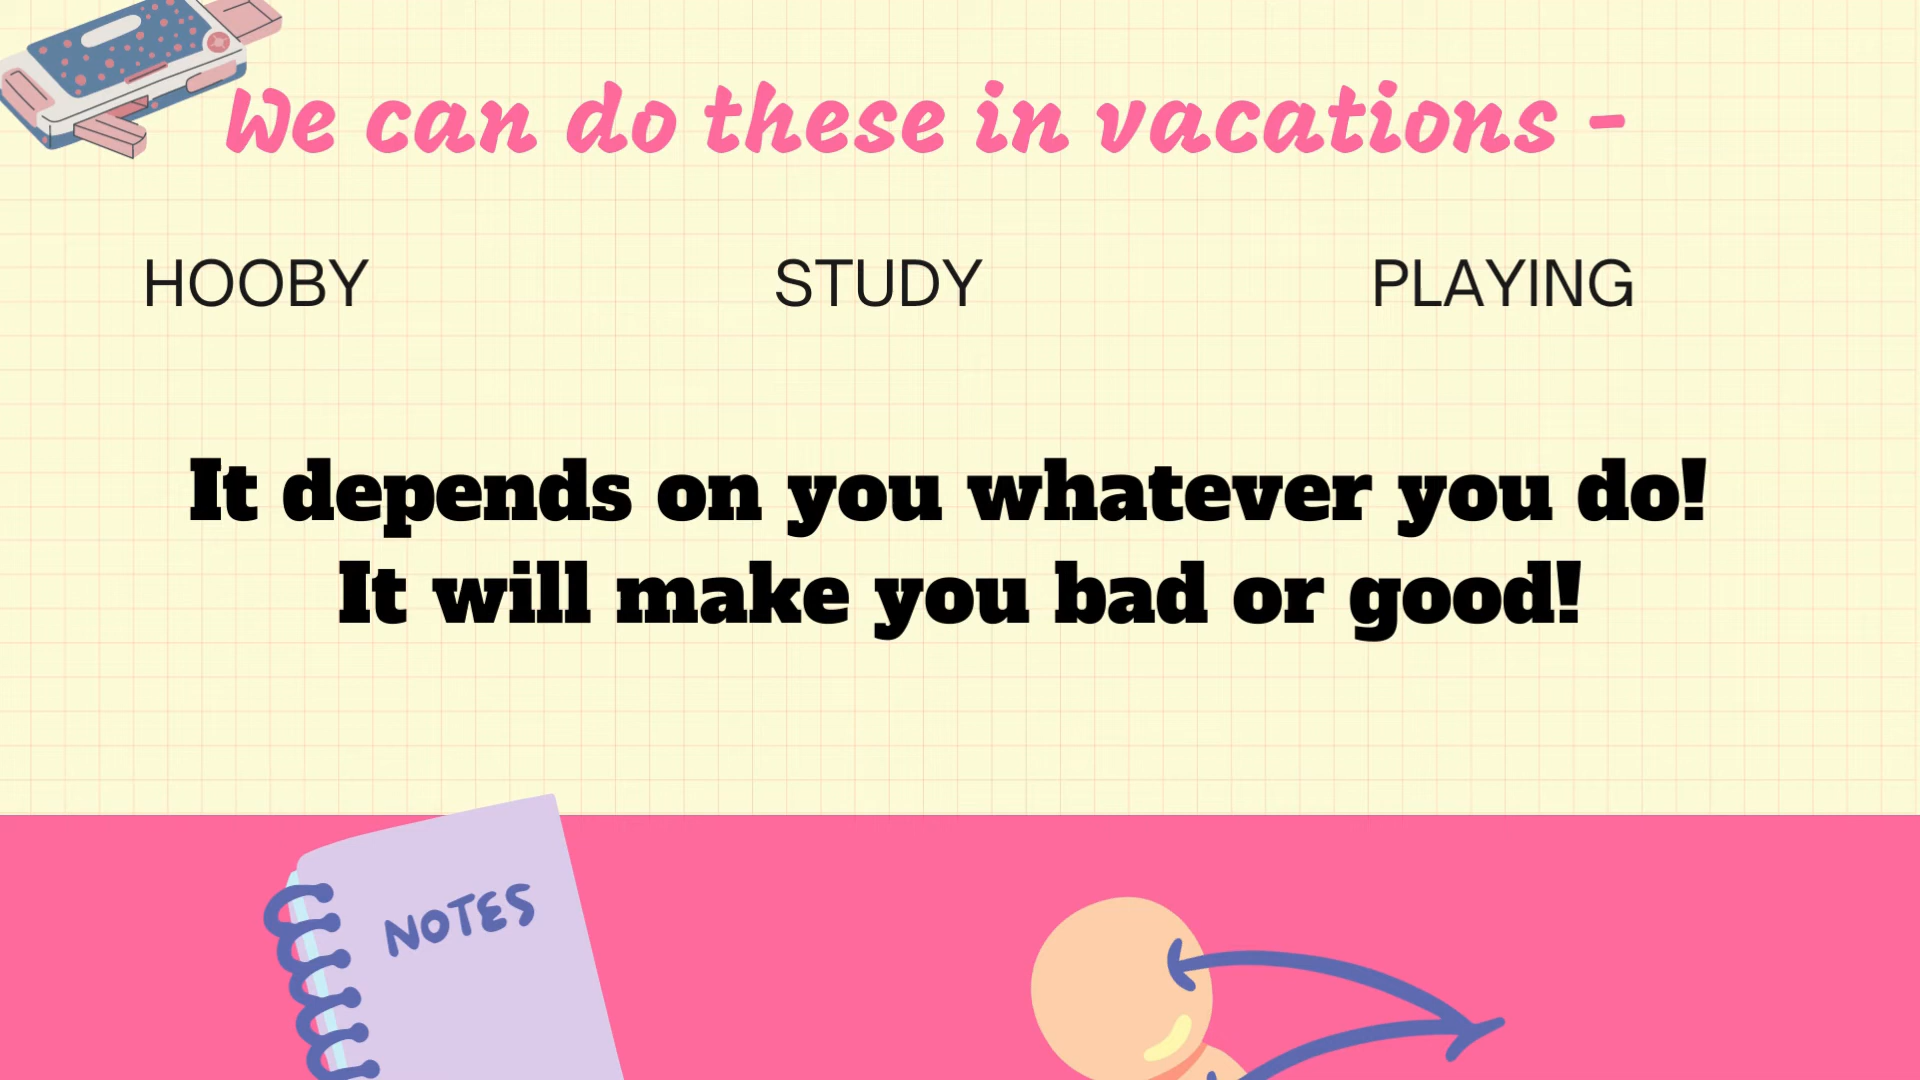 We can do these in vacations -
HOOBY STUDY PLAYING
It depends on you whatever you do!
It will make you bad or good!
NOTES